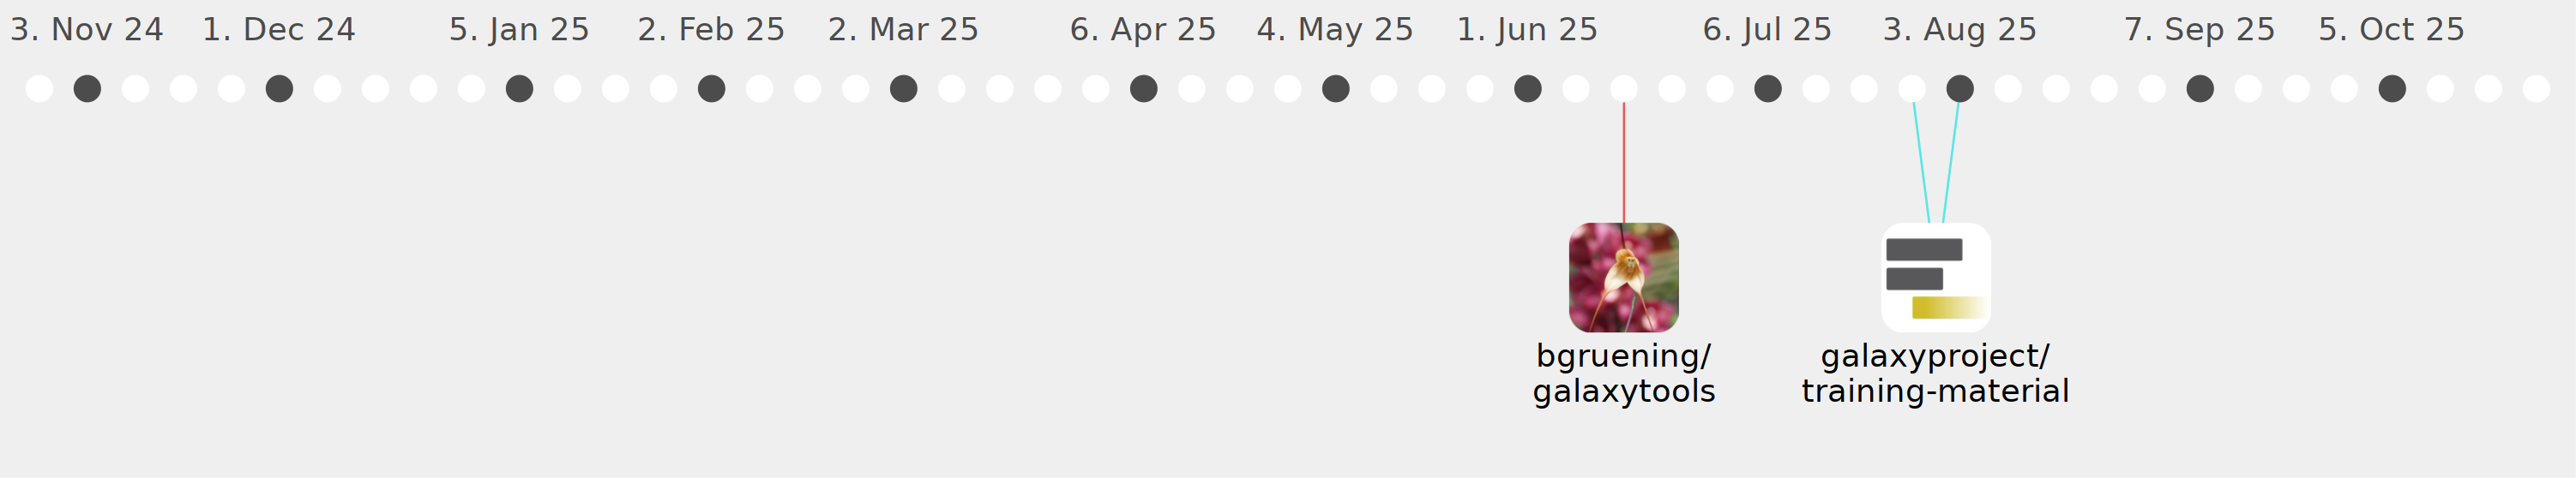 3. Nov 24 1. Dec 24 5. Jan 25 2. Feb 25 2. Mar 25 6. Apr 25 4. May 25 1. Jun 25 6. Jul 25 3. Aug 25 7. Sep 25 5. Oct 25
bgruening/
galaxytools
galaxyproject/
training-material